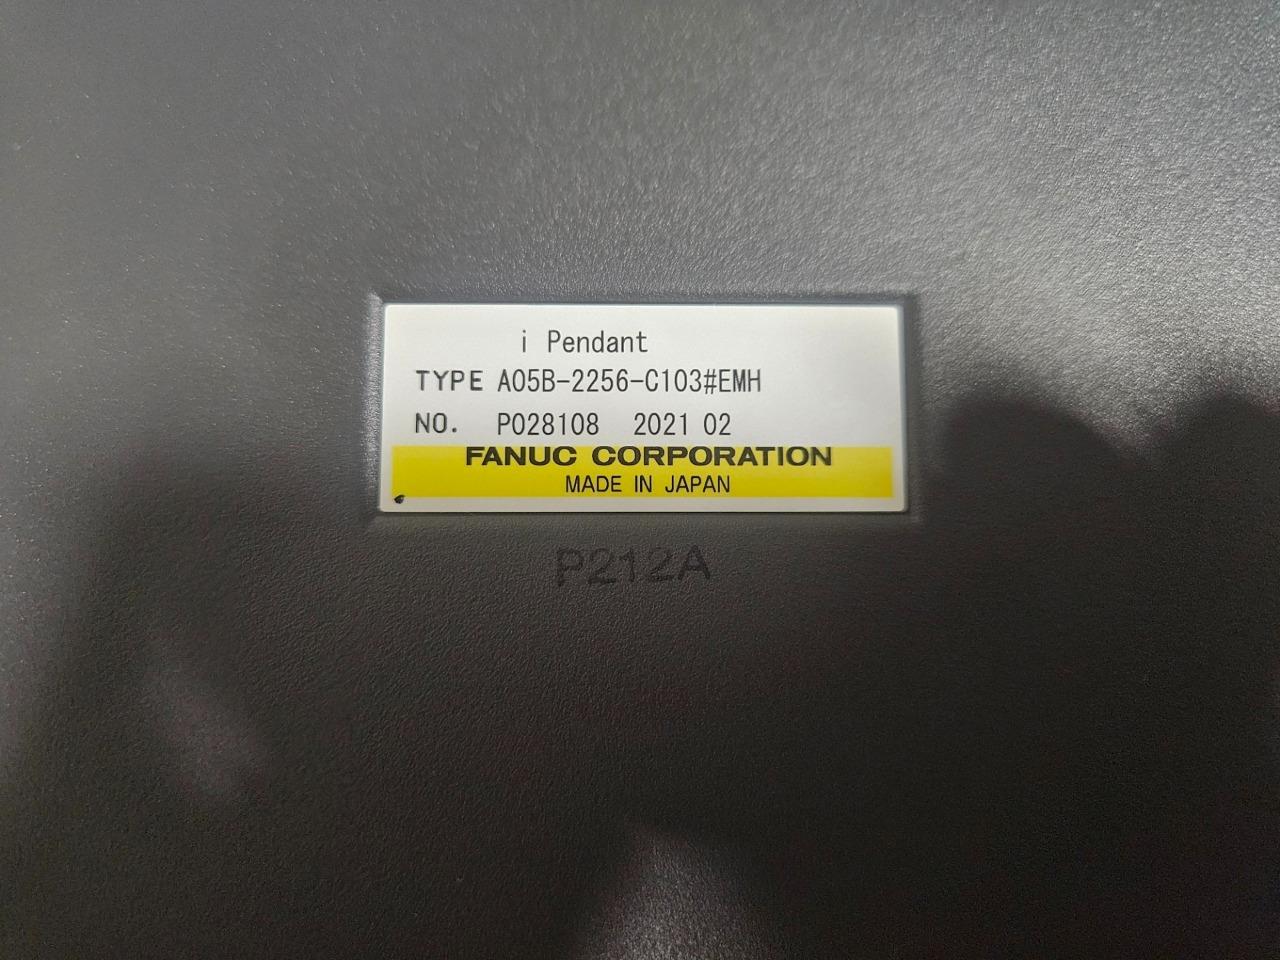 i Pendant
TYPE A05B-2256-C103#EMH
NO. P028108 2021 02
FANUC CORPORATION
MADE IN JAPAN
P212A